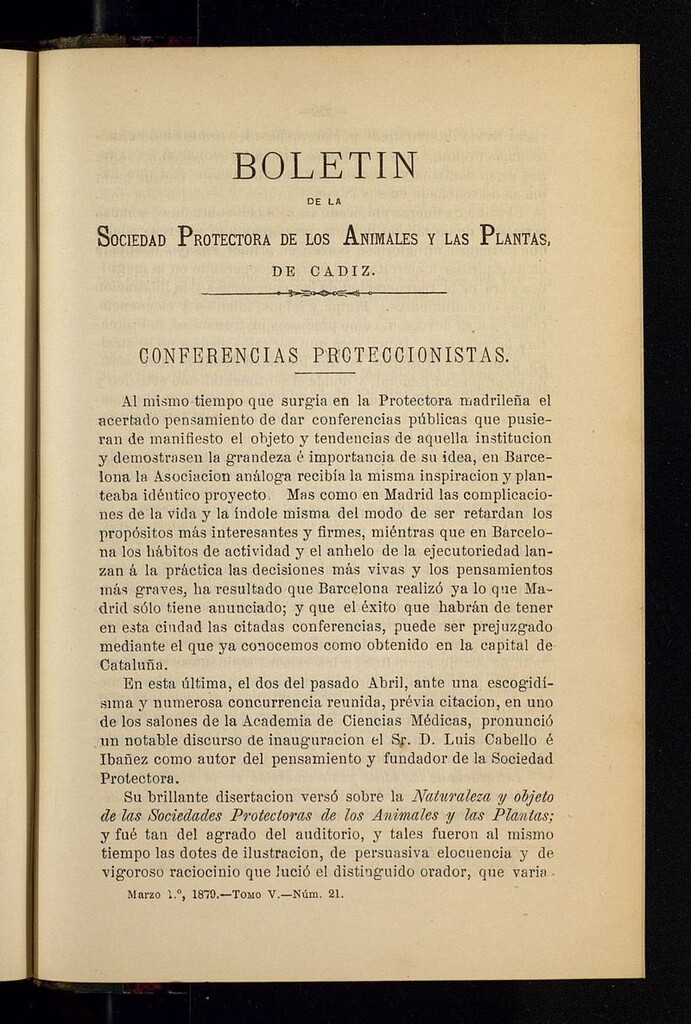 BOLETIN
DE LA
SOCIEDAD PROTECTORA DE LOS ANIMALES Y LAS PLANTAS,
DE CADIZ.
CONFERENCIAS PROTECCIONISTAS.
Al mismo tiempo que surgía en la Protectora madrileña el
acertado pensamiento de dar conferencias públicas que pusie-
ran de manifiesto el objeto y tendencias de aquella institucion
y demostrasen la grandeza é importancia de su idea, en Barce-
lona la Asociacion análoga recibía la misma inspiracion y plan-
teaba idéntico proyecto. Mas como en Madrid las complicacio-
nes de la vida y la índole misma del modo de ser retardan los
propósitos más interesantes y firmes, miéntras que en Barcelo-
na los hábitos de actividad y el anhelo de la ejecutoriedad lan-
zan á la práctica las decisiones más vivas y los pensamientos
más graves, ha resultado que Barcelona realizó ya lo que Ma-
drid sólo tiene anunciado; y que el éxito que habrán de tener
en esta ciudad las citadas conferencias, puede ser prejuzgado
mediante el que ya conocemos como obtenido en la capital de
Cataluña.
En esta última, el dos del pasado Abril, ante una escogidí-
sima y numerosa concurrencia reunida, prévia citacion, en uno
de los salones de la Academia de Ciencias Médicas, pronunció
un notable discurso de inauguracion el Sr. D. Luis Cabello é
Ibañez como autor del pensamiento y fundador de la Sociedad
Protectora.
Su brillante disertacion versó sobre la Naturaleza y objeto
de las Sociedades Protectoras de los Animales y las Plantas;
y fué tan del agrado del auditorio, y tales fueron al mismo
tiempo las dotes de ilustracion, de persuasiva elocuencia y de
vigoroso raciocinio que lució el distinguido orador, que varia-
Marzo 1.º, 1879.—Tomo V.—Núm. 21.